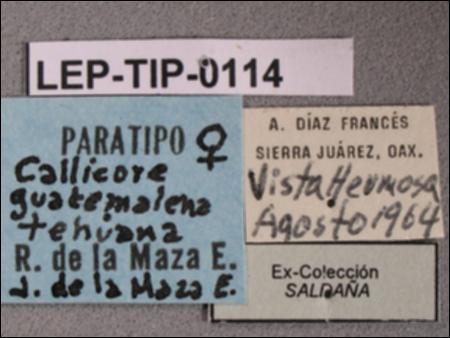 LEP-TIP-0114
PARATIPO ♀
Callicore
guatemalena
tehuana
R. de la Maza E.
J. de la Maza E.
A. DÍAZ FRANCÉS
SIERRA JUÁREZ, OAX.
Vista Hermosa
Agosto 1964
Ex-Colección
SALDAÑA